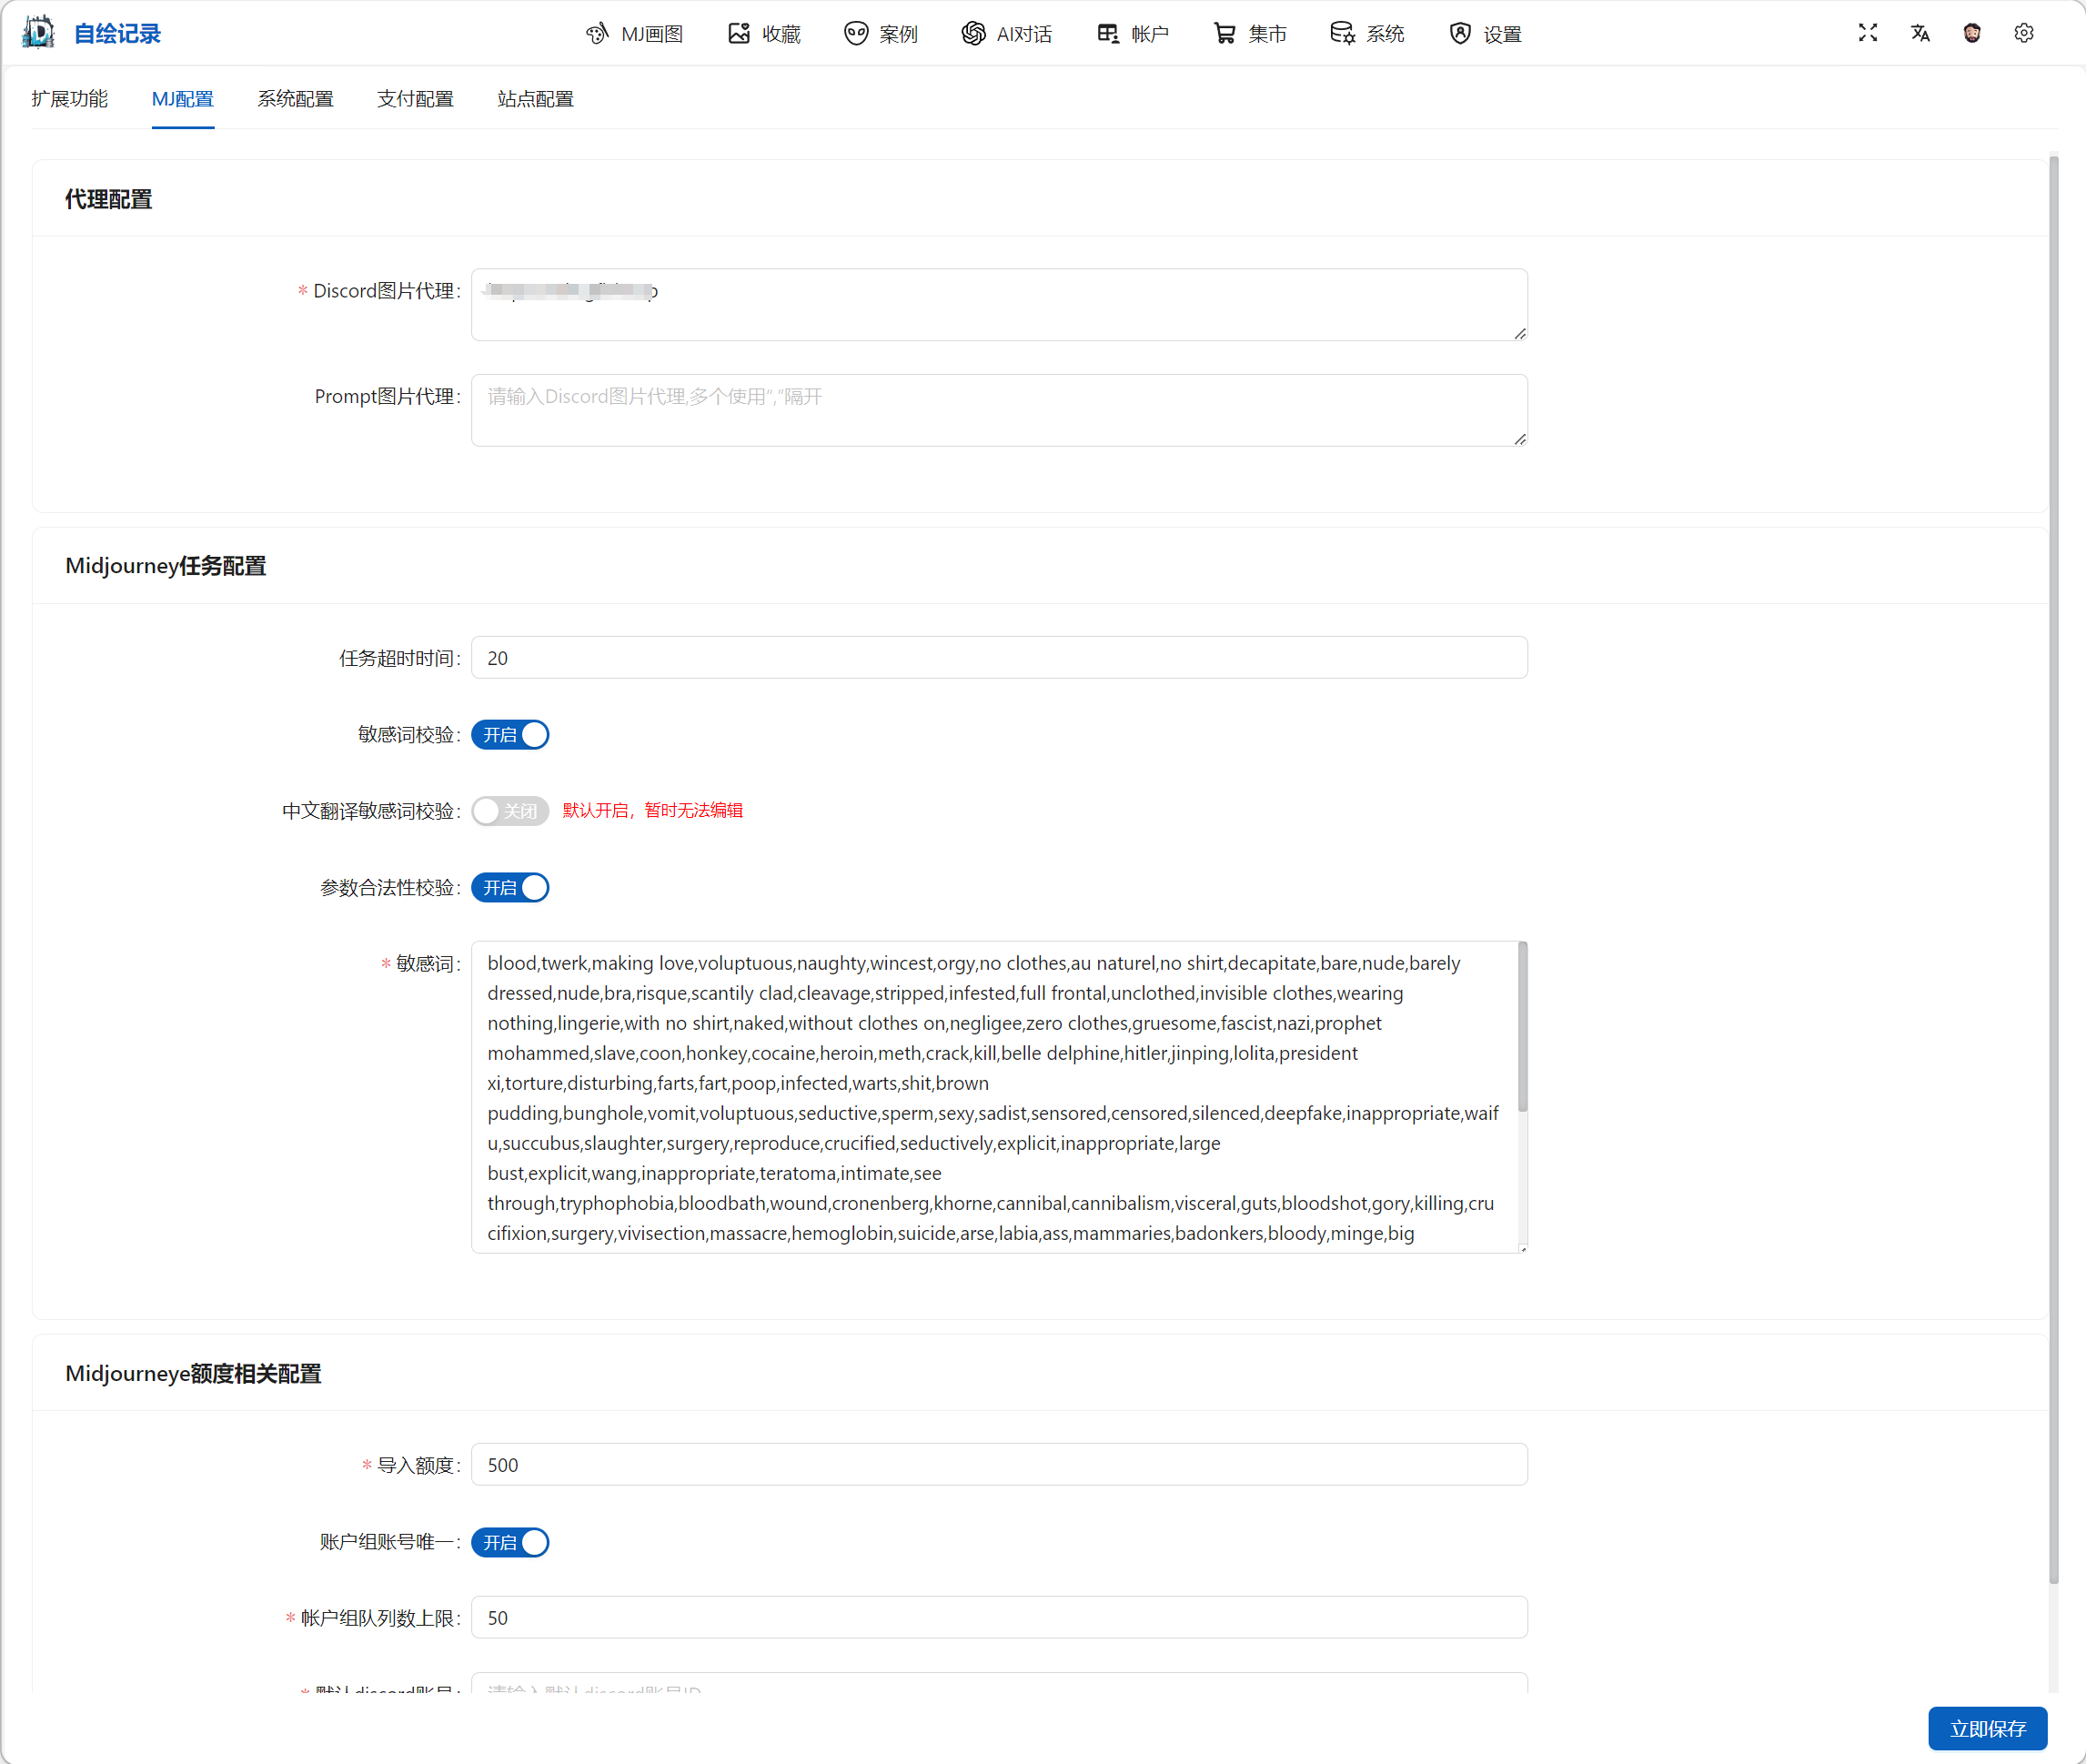 自绘记录
MJ画图
收藏
案例
AI对话
帐户
集市
系统
设置
扩展功能
MJ配置
系统配置
支付配置
站点配置
代理配置
* Discord图片代理:
Prompt图片代理:
请输入Discord图片代理,多个使用“,”隔开
Midjourney任务配置
任务超时时间:
20
敏感词校验:
开启
中文翻译敏感词校验:
关闭
默认开启，暂时无法编辑
参数合法性校验:
开启
* 敏感词:
blood,twerk,making love,voluptuous,naughty,wincest,orgy,no clothes,au naturel,no shirt,decapitate,bare,nude,barely
dressed,nude,bra,risque,scantily clad,cleavage,stripped,infested,full frontal,unclothed,invisible clothes,wearing
nothing,lingerie,with no shirt,naked,without clothes on,negligee,zero clothes,gruesome,fascist,nazi,prophet
mohammed,slave,coon,honkey,cocaine,heroin,meth,crack,kill,belle delphine,hitler,jinping,lolita,president
xi,torture,disturbing,farts,fart,poop,infected,warts,shit,brown
pudding,bunghole,vomit,voluptuous,seductive,sperm,sexy,sadist,sensored,censored,silenced,deepfake,inappropriate,waif
u,succubus,slaughter,surgery,reproduce,crucified,seductively,explicit,inappropriate,large
bust,explicit,wang,inappropriate,teratoma,intimate,see
through,tryphophobia,bloodbath,wound,cronenberg,khorne,cannibal,cannibalism,visceral,guts,bloodshot,gory,killing,cru
cifixion,surgery,vivisection,massacre,hemoglobin,suicide,arse,labia,ass,mammaries,badonkers,bloody,minge,big
Midjourneye额度相关配置
* 导入额度:
500
账户组账号唯一:
开启
* 帐户组队列数上限:
50
* 默认discord账号:
请输入默认discord账号ID
立即保存